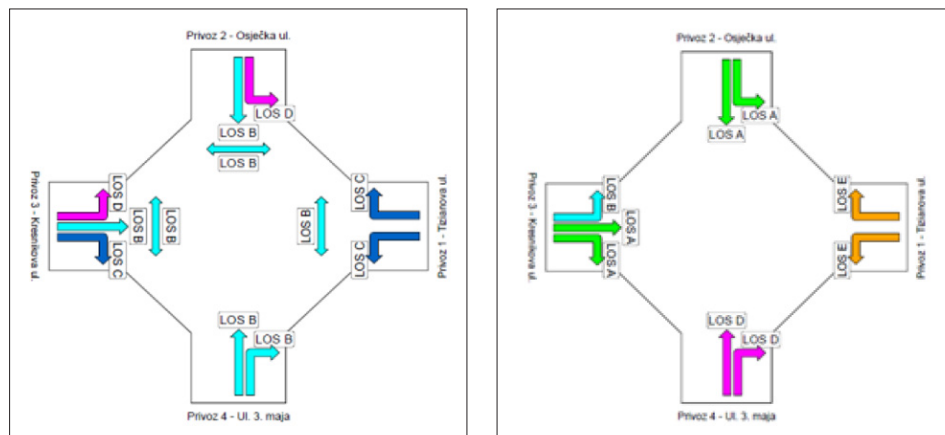 Privoz 2 - Osječka ul.
LOS D
LOS B
LOS B
Privoz 3 - Kresnikova ul.
LOS D
LOS B
LOS B
LOS C
LOS B
LOS C
LOS C
Privoz 1 - Tizianova ul.
LOS B
LOS B
Privoz 4 - Ul. 3. maja
Privoz 2 - Osječka ul.
LOS A
LOS A
Privoz 3 - Kresnikova ul.
LOS B
LOS A
LOS A
LOS E
LOS E
Privoz 1 - Tizianova ul.
LOS D
LOS D
Privoz 4 - Ul. 3. maja